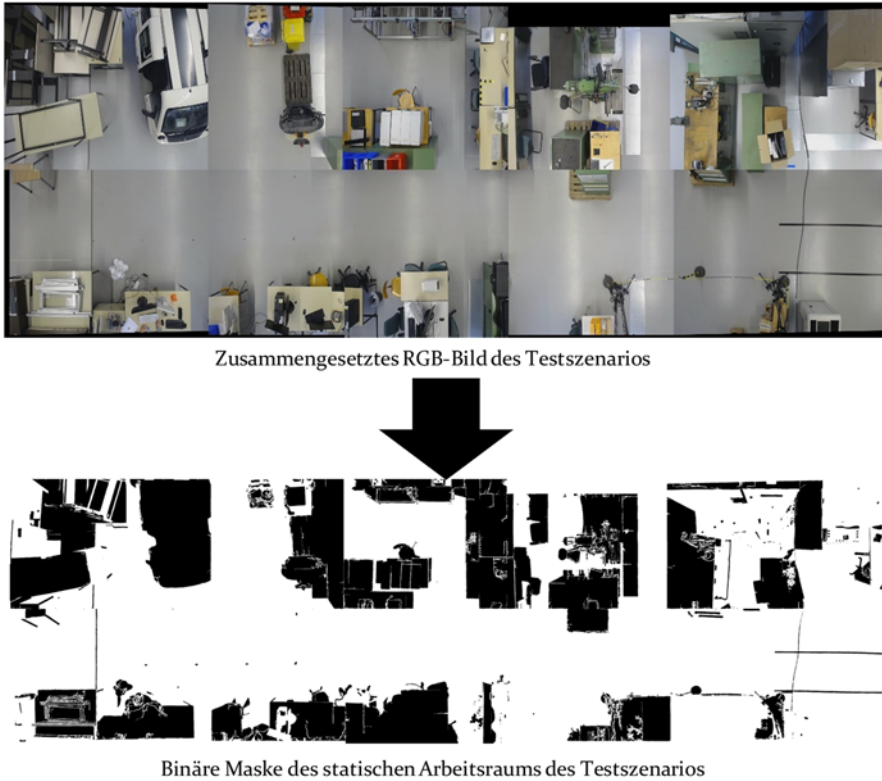 Zusammengesetztes RGB-Bild des Testszenarios
Binäre Maske des statischen Arbeitsraums des Testszenarios